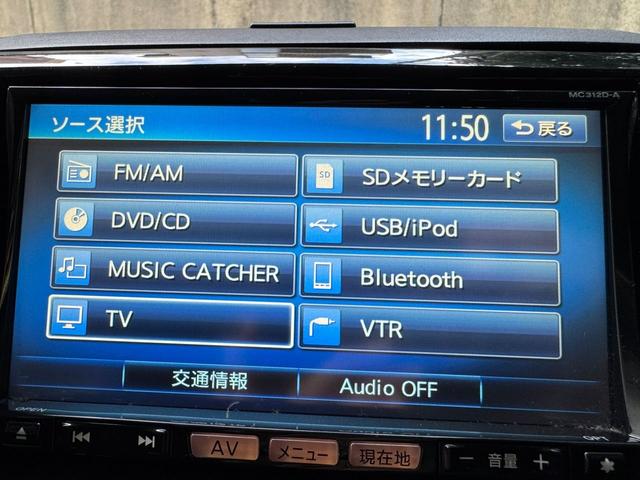 MC312D-A
ソース選択 11:50 戻る
FM/AM SD SDメモリーカード
DVD/CD USB/iPod
MUSIC CATCHER Bluetooth
TV VTR
交通情報 Audio OFF
OPEN OPT
AV メニュー 現在地 − 音量 +